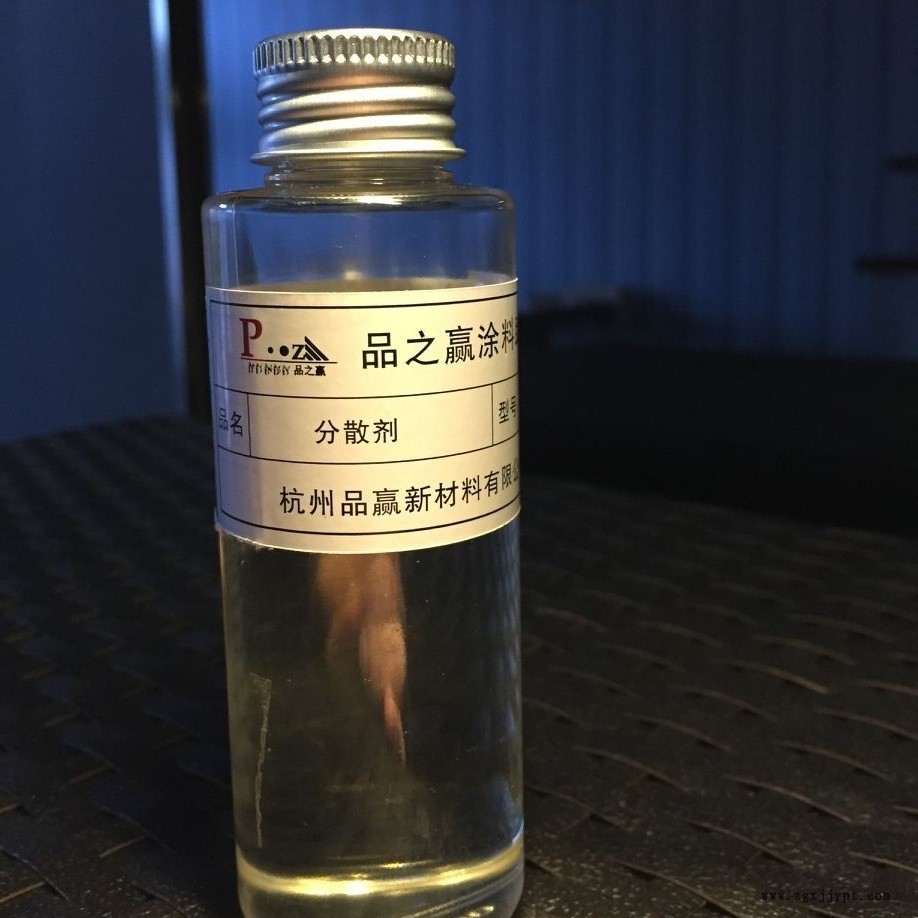 P..Z 品之赢涂料
品之赢
品名 分散剂 型号
杭州品赢新材料有限
www.zgxjjypt.com